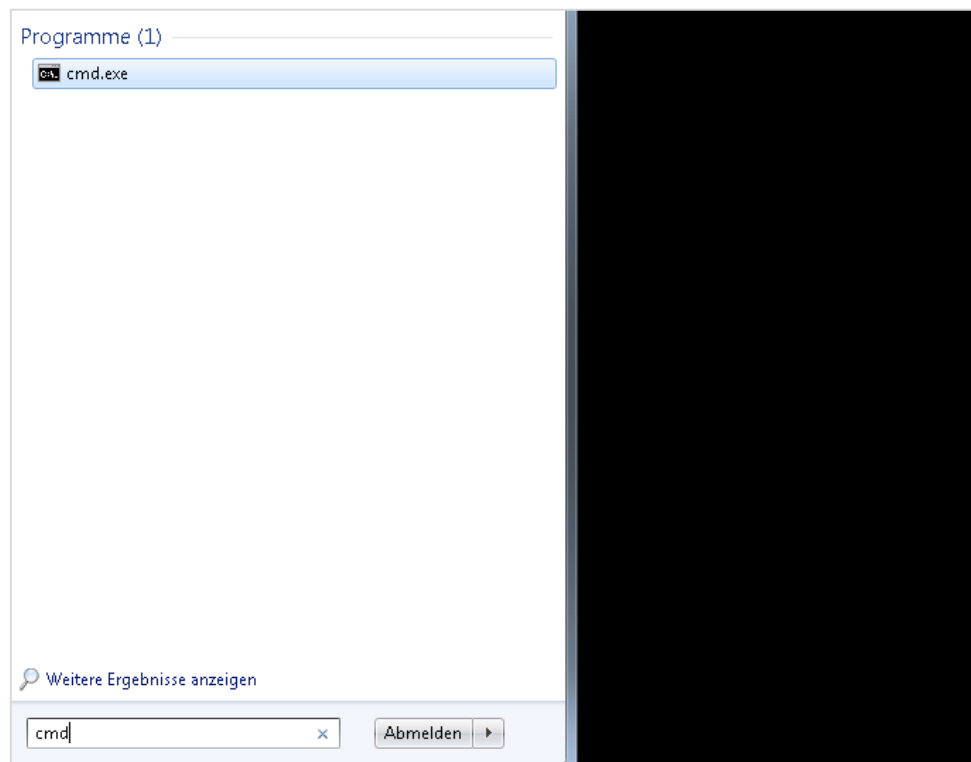 Programme (1)
cmd.exe
Weitere Ergebnisse anzeigen
cmd
Abmelden